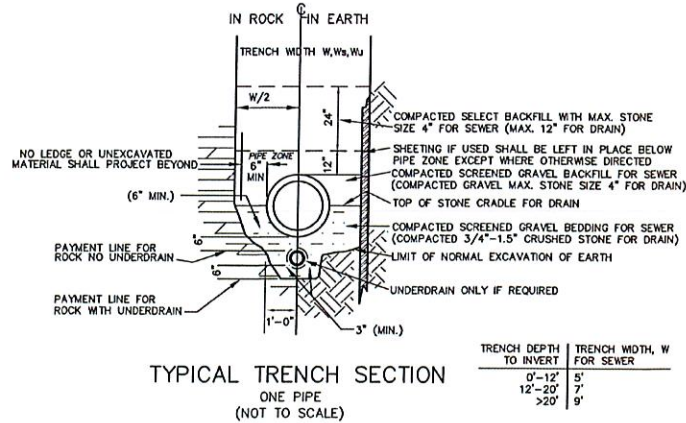 IN ROCK ℄ IN EARTH
TRENCH WIDTH W,Ws,Wu
W/2
24"
COMPACTED SELECT BACKFILL WITH MAX. STONE
SIZE 4" FOR SEWER (MAX. 12" FOR DRAIN)
SHEETING IF USED SHALL BE LEFT IN PLACE BELOW
PIPE ZONE EXCEPT WHERE OTHERWISE DIRECTED
NO LEDGE OR UNEXCAVATED
MATERIAL SHALL PROJECT BEYOND
PIPE ZONE
6"
MIN
12"
COMPACTED SCREENED GRAVEL BACKFILL FOR SEWER
(COMPACTED GRAVEL MAX. STONE SIZE 4" FOR DRAIN)
(6" MIN.)
TOP OF STONE CRADLE FOR DRAIN
COMPACTED SCREENED GRAVEL BEDDING FOR SEWER
(COMPACTED 3/4"-1.5" CRUSHED STONE FOR DRAIN)
6"
PAYMENT LINE FOR
ROCK NO UNDERDRAIN
LIMIT OF NORMAL EXCAVATION OF EARTH
6"
UNDERDRAIN ONLY IF REQUIRED
PAYMENT LINE FOR
ROCK WITH UNDERDRAIN
1'-0"
3" (MIN.)
TYPICAL TRENCH SECTION
ONE PIPE
(NOT TO SCALE)
TRENCH DEPTH TRENCH WIDTH, W
TO INVERT FOR SEWER
0'-12' 5'
12'-20' 7'
>20' 9'